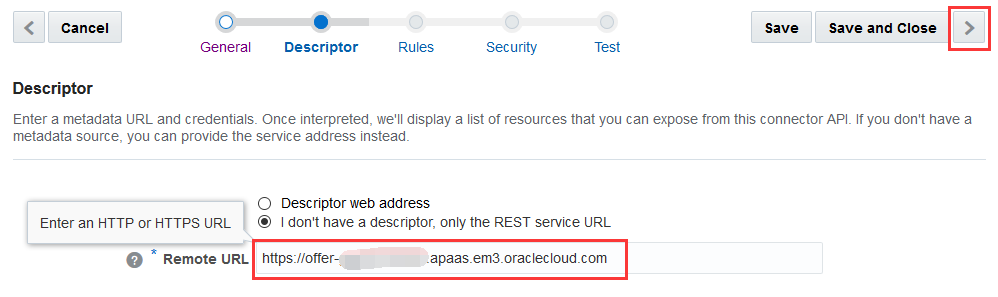 Cancel
General
Descriptor
Rules
Security
Test
Save
Save and Close
Descriptor
Enter a metadata URL and credentials. Once interpreted, we'll display a list of resources that you can expose from this connector API. If you don't have a
metadata source, you can provide the service address instead.
Descriptor web address
I don't have a descriptor, only the REST service URL
Enter an HTTP or HTTPS URL
? * Remote URL https://offer- .apaas.em3.oraclecloud.com